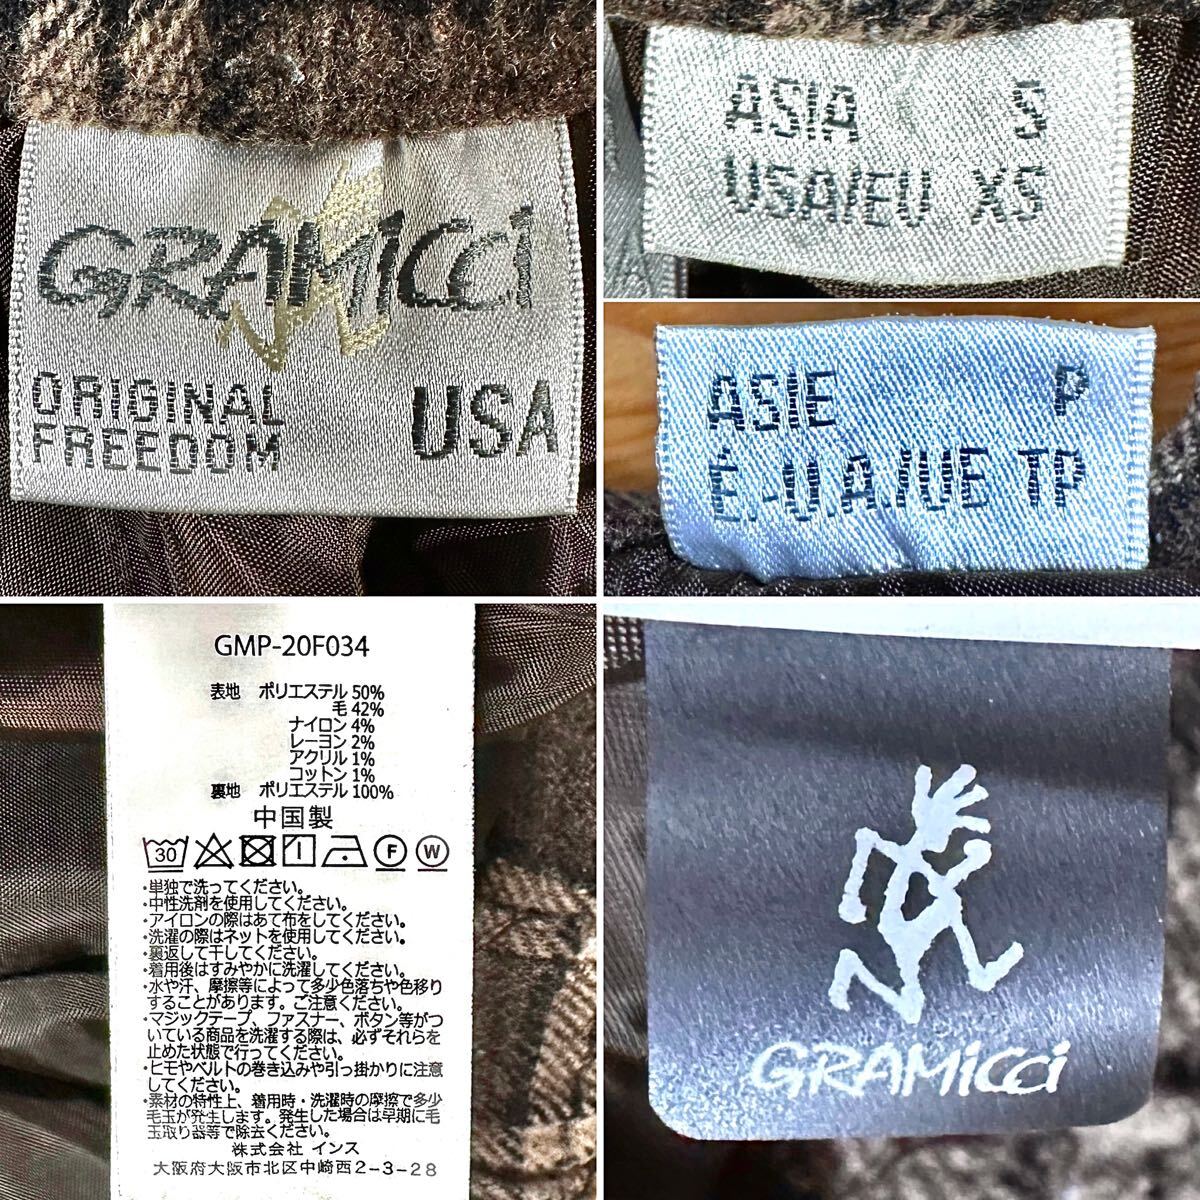 GRAMiCCi
ORIGINAL
FREEDOM
USA
ASIA S
USA/EU XS
ASIE P
É.-U.A./UE TP
GMP-20F034
表地 ポリエステル 50%
毛 42%
ナイロン 4%
レーヨン 2%
アクリル 1%
コットン 1%
裏地 ポリエステル 100%
中国製
30 F W
・単独で洗ってください。
・中性洗剤を使用してください。
・アイロンの際はあて布をしてください。
・洗濯の際はネットを使用してください。
・裏返して干してください。
・着用後はすみやかに洗濯してください。
・水や汗、摩擦等によって多少色落ちや色移り
することがあります。ご注意ください。
・マジックテープ、ファスナー、ボタン等がつ
いている商品を洗濯する際は、必ずそれらを
止めた状態で行ってください。
・ヒモやベルトの巻き込みや引っ掛かりに注意
してください。
・素材の特性上、着用時・洗濯時の摩擦で多少
毛玉が発生します。発生した場合は早期に毛
玉取り器等で除去ください。
株式会社 インス
大阪府大阪市北区中崎西2-3-28
GRAMiCCi